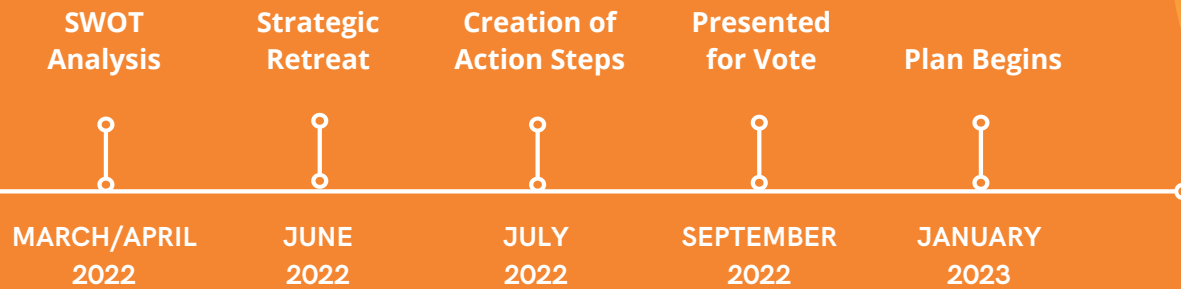 SWOT
Analysis
Strategic
Retreat
Creation of
Action Steps
Presented
for Vote
Plan Begins
MARCH/APRIL
2022
JUNE
2022
JULY
2022
SEPTEMBER
2022
JANUARY
2023